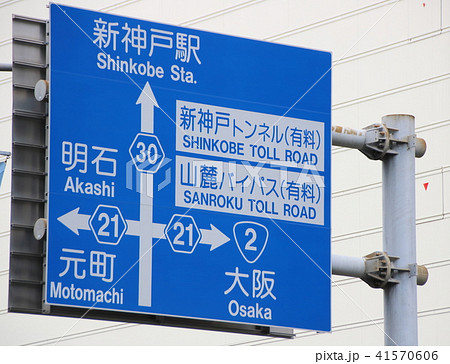 新神戸駅
Shinkobe Sta.
新神戸トンネル(有料)
SHINKOBE TOLL ROAD
山麓バイパス(有料)
SANROKU TOLL ROAD
30
明石
Akashi
21
21
2
元町
Motomachi
大阪
Osaka
PIXTA
pixta.jp - 41570606